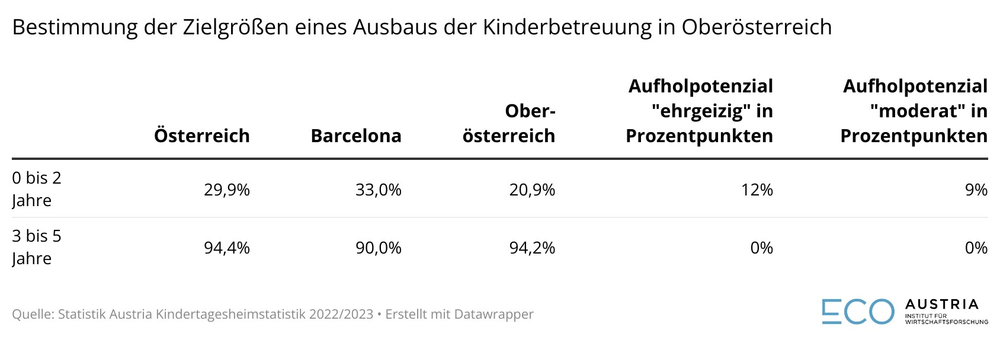 Bestimmung der Zielgrößen eines Ausbaus der Kinderbetreuung in Oberösterreich
Österreich
Barcelona
Ober-
österreich
Aufholpotenzial
"ehrgeizig" in
Prozentpunkten
Aufholpotenzial
"moderat" in
Prozentpunkten
0 bis 2
Jahre
29,9%
33,0%
20,9%
12%
9%
3 bis 5
Jahre
94,4%
90,0%
94,2%
0%
0%
Quelle: Statistik Austria Kindertagesheimstatistik 2022/2023 • Erstellt mit Datawrapper
ECO
AUSTRIA
INSTITUT FÜR
WIRTSCHAFTSFORSCHUNG